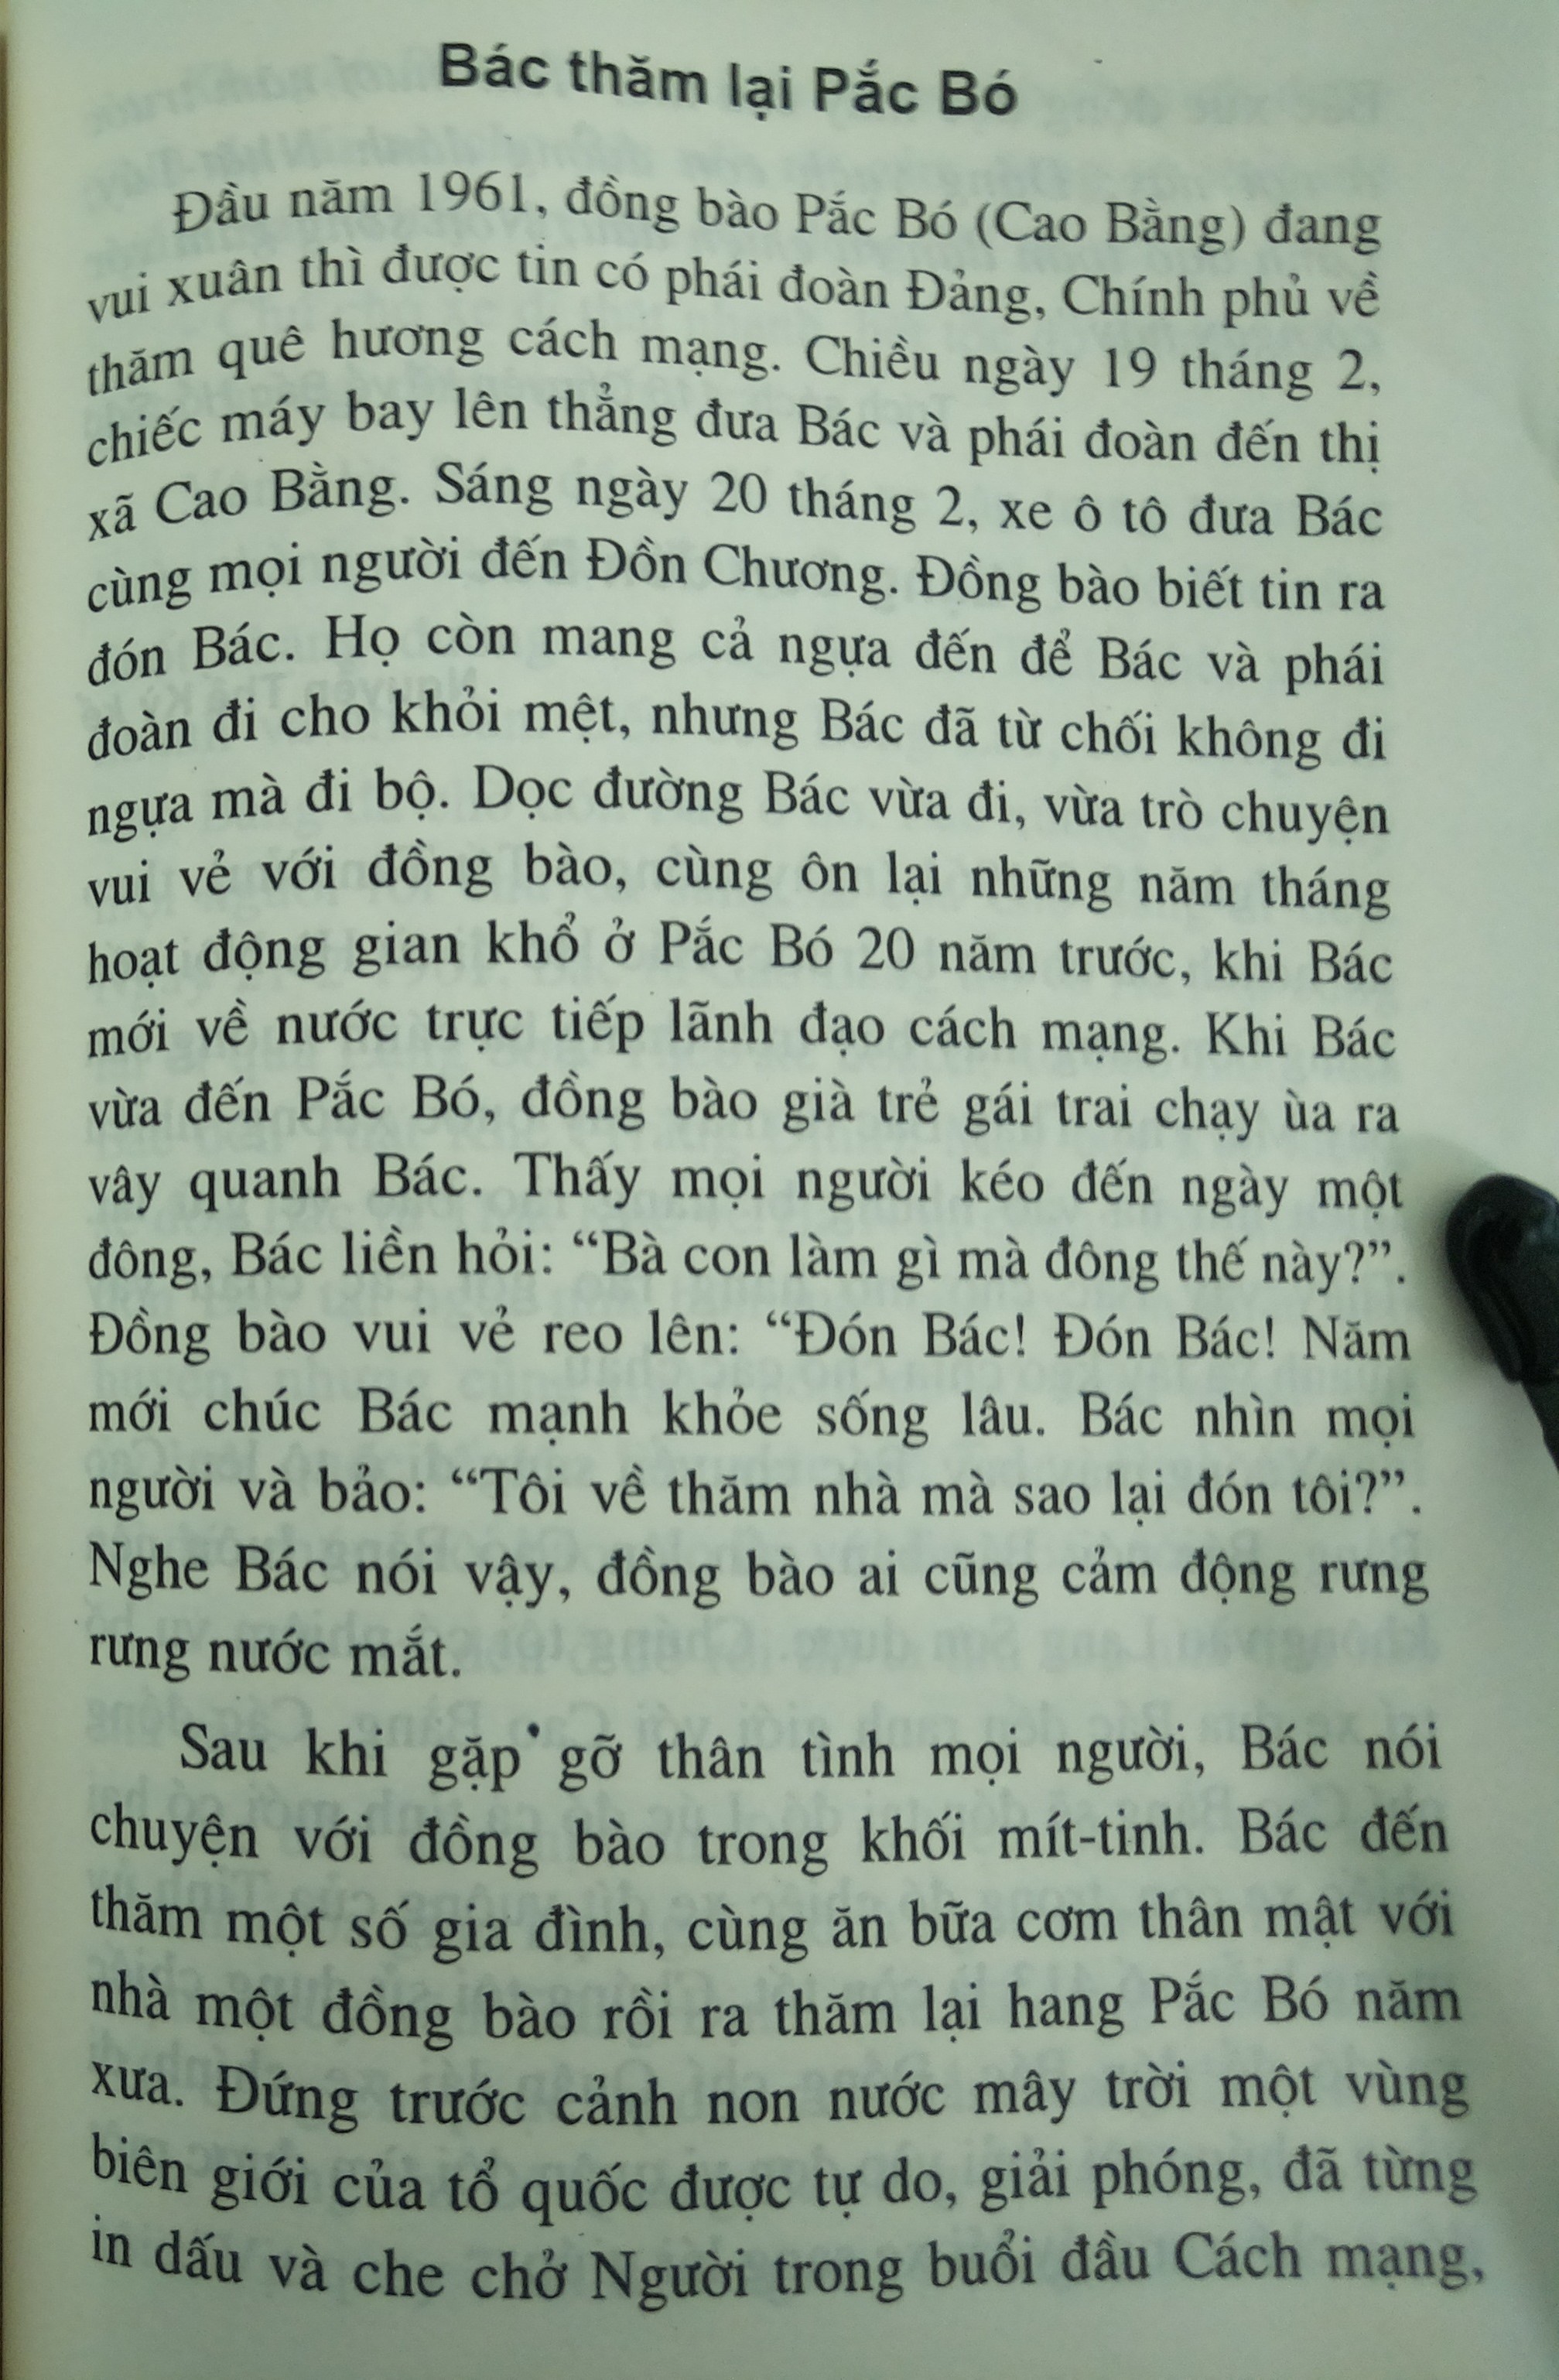 Bác thăm lại Pắc Bó
Đầu năm 1961, đồng bào Pắc Bó (Cao Bằng) đang
vui xuân thì được tin có phái đoàn Đảng, Chính phủ về
thăm quê hương cách mạng. Chiều ngày 19 tháng 2,
chiếc máy bay lên thẳng đưa Bác và phái đoàn đến thị
xã Cao Bằng. Sáng ngày 20 tháng 2, xe ô tô đưa Bác
cùng mọi người đến Đồn Chương. Đồng bào biết tin ra
đón Bác. Họ còn mang cả ngựa đến để Bác và phái
đoàn đi cho khỏi mệt, nhưng Bác đã từ chối không đi
ngựa mà đi bộ. Dọc đường Bác vừa đi, vừa trò chuyện
vui vẻ với đồng bào, cùng ôn lại những năm tháng
hoạt động gian khổ ở Pắc Bó 20 năm trước, khi Bác
mới về nước trực tiếp lãnh đạo cách mạng. Khi Bác
vừa đến Pắc Bó, đồng bào già trẻ gái trai chạy ùa ra
vây quanh Bác. Thấy mọi người kéo đến ngày một
đông, Bác liền hỏi: “Bà con làm gì mà đông thế này?”.
Đồng bào vui vẻ reo lên: “Đón Bác! Đón Bác! Năm
mới chúc Bác mạnh khỏe sống lâu. Bác nhìn mọi
người và bảo: “Tôi về thăm nhà mà sao lại đón tôi?”.
Nghe Bác nói vậy, đồng bào ai cũng cảm động rưng
rưng nước mắt.
Sau khi gặp gỡ thân tình mọi người, Bác nói
chuyện với đồng bào trong khối mít-tinh. Bác đến
thăm một số gia đình, cùng ăn bữa cơm thân mật với
nhà một đồng bào rồi ra thăm lại hang Pắc Bó năm
xưa. Đứng trước cảnh non nước mây trời một vùng
biên giới của tổ quốc được tự do, giải phóng, đã từng
in dấu và che chở Người trong buổi đầu Cách mạng,